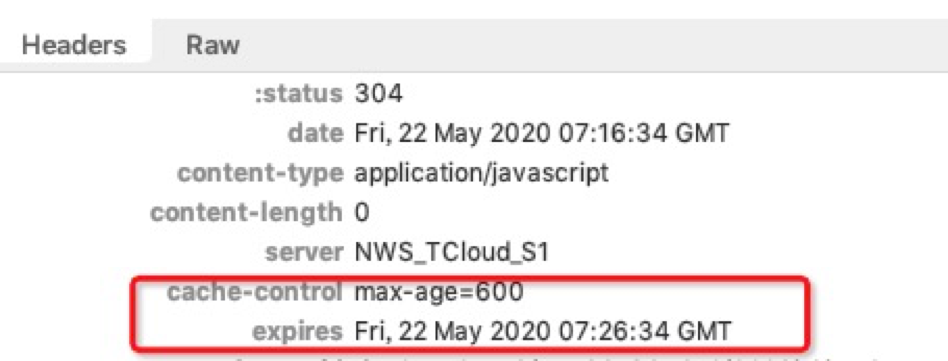 Headers Raw
:status 304
date Fri, 22 May 2020 07:16:34 GMT
content-type application/javascript
content-length 0
server NWS_TCloud_S1
cache-control max-age=600
expires Fri, 22 May 2020 07:26:34 GMT